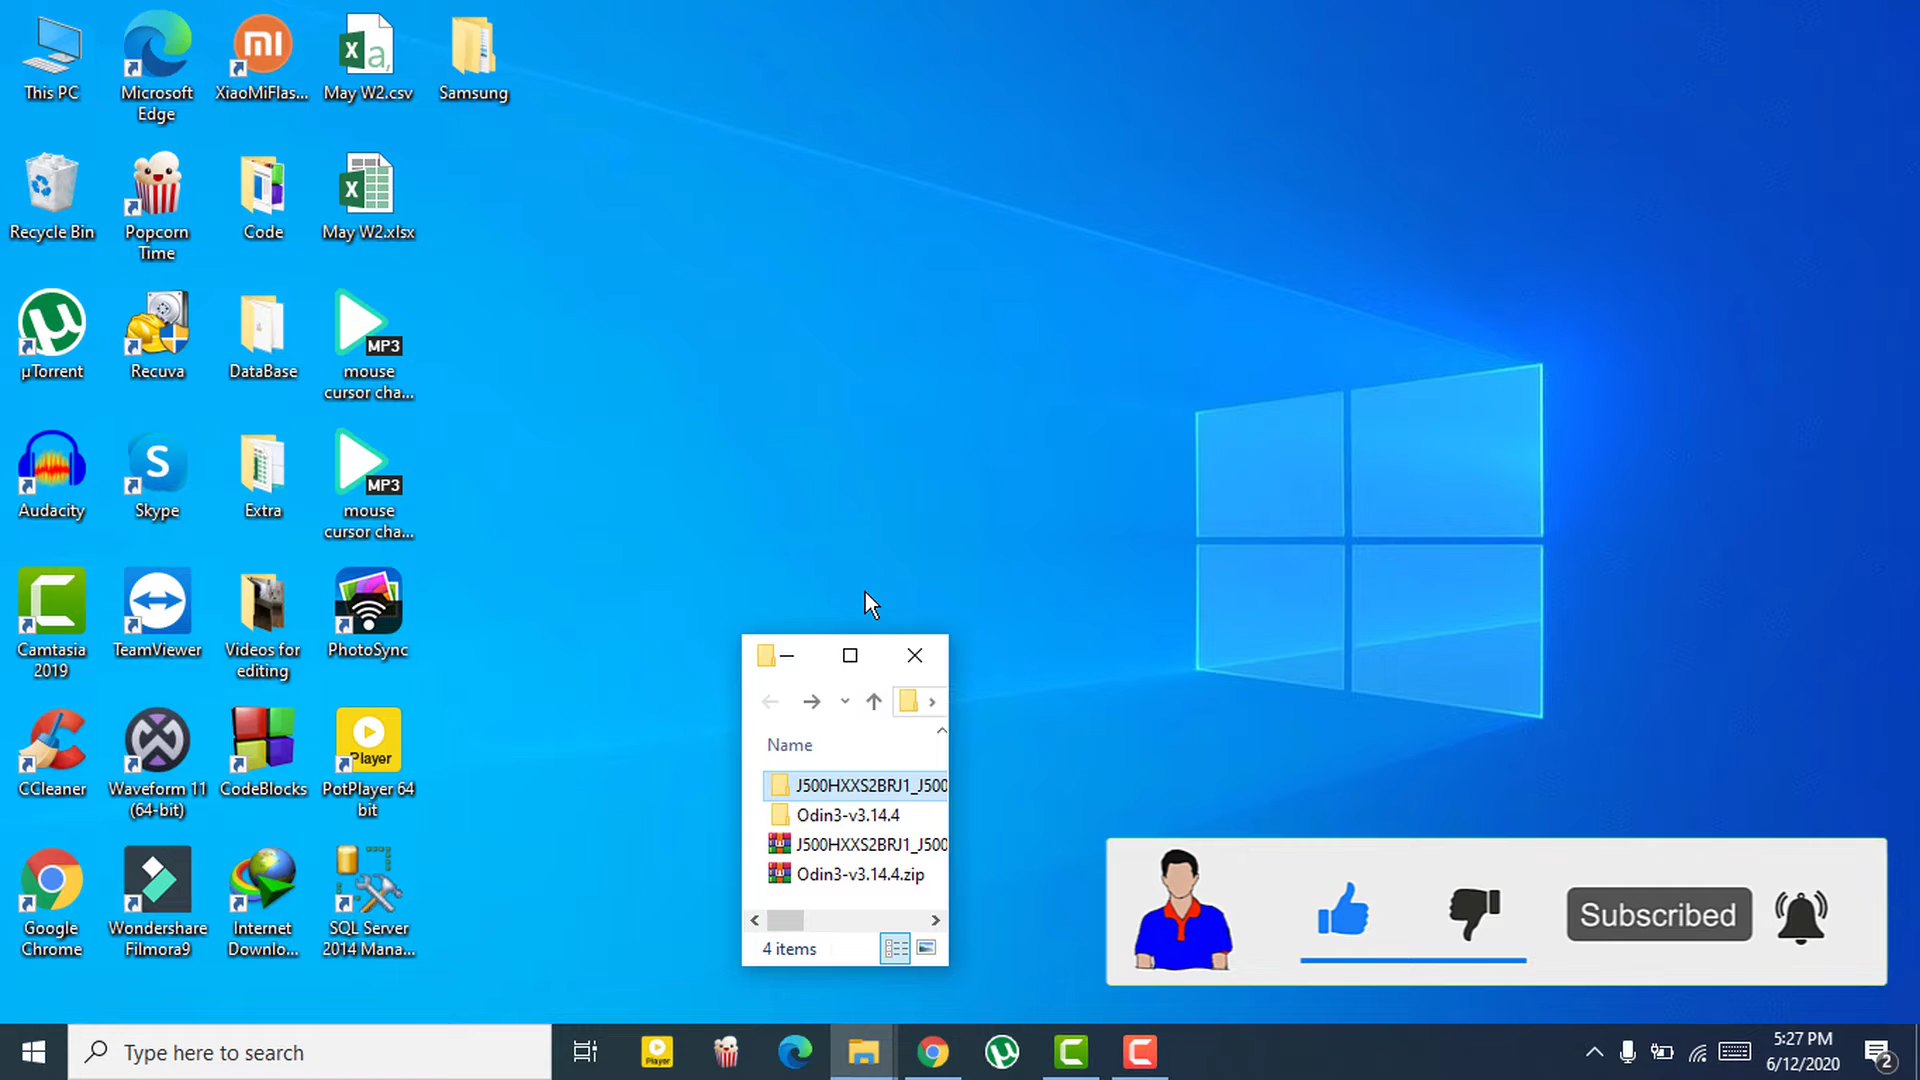 This PC
Microsoft
Edge
XiaoMiFlas...
May W2.csv
Samsung
Recycle Bin
Popcorn
Time
Code
May W2.xlsx
µTorrent
Recuva
DataBase
MP3
mouse
cursor cha...
Audacity
Skype
Extra
MP3
mouse
cursor cha...
Camtasia
2019
TeamViewer
Videos for
editing
PhotoSync
CCleaner
Waveform 11
(64-bit)
CodeBlocks
Player
PotPlayer 64
bit
Google
Chrome
Wondershare
Filmora9
Internet
Downlo...
SQL Server
2014 Mana...
Name
J500HXXS2BRJ1_J500
Odin3-v3.14.4
J500HXXS2BRJ1_J500
Odin3-v3.14.4.zip
4 items
Subscribed
Type here to search
Player
5:27 PM
6/12/2020
2